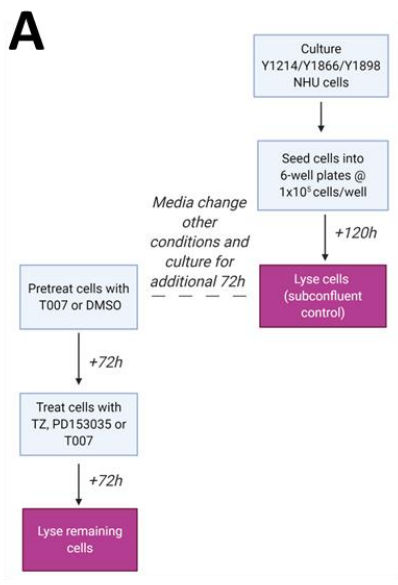 A
Culture
Y1214/Y1866/Y1898
NHU cells
Seed cells into
6-well plates @
1x10⁵ cells/well
+120h
Lyse cells
(subconfluent
control)
Media change
other
conditions and
culture for
additional 72h
Pretreat cells with
T007 or DMSO
+72h
Treat cells with
TZ, PD153035 or
T007
+72h
Lyse remaining
cells